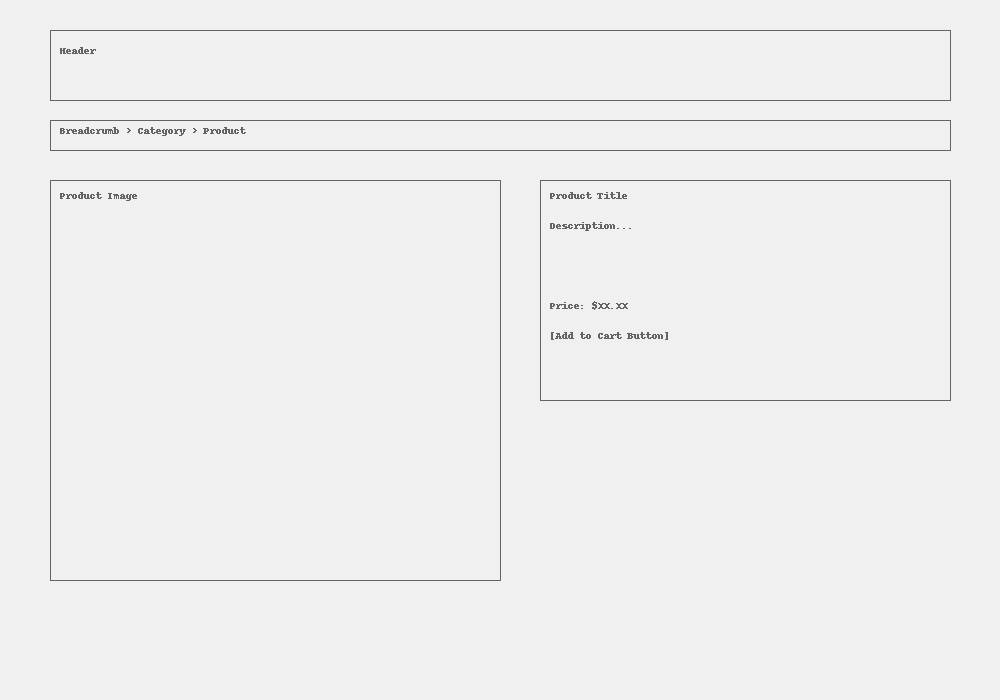 Header
Breadcrumb > Category > Product
Product Image
Product Title
Description...
Price: $XX.XX
[Add to Cart Button]